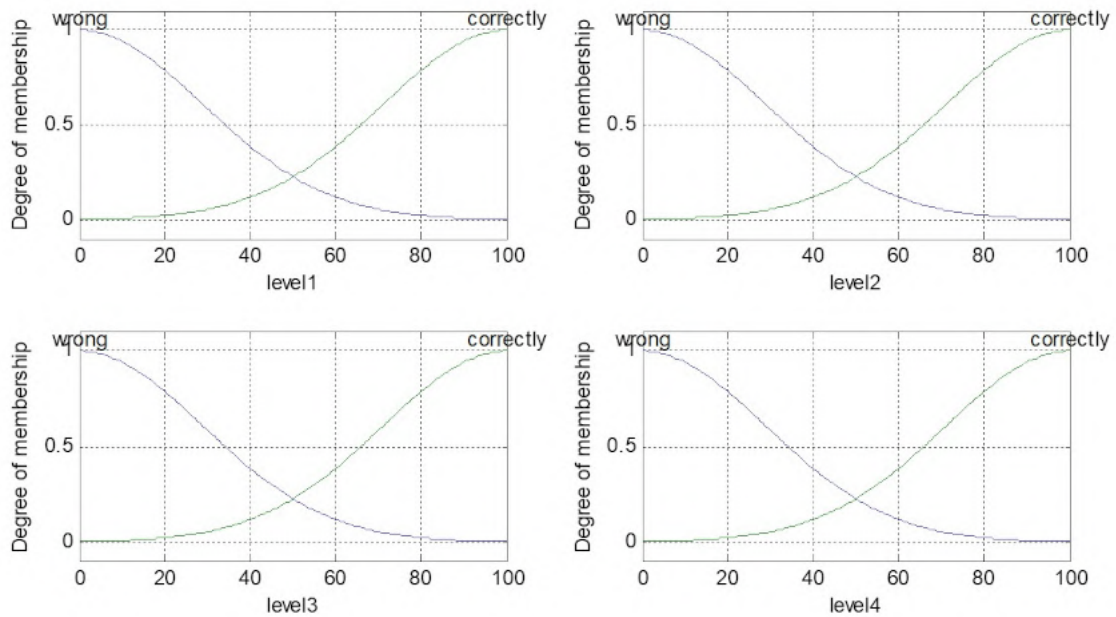 wrong correctly
1
0.5
0
Degree of membership
0 20 40 60 80 100
level1
wrong correctly
1
0.5
0
Degree of membership
0 20 40 60 80 100
level2
wrong correctly
1
0.5
0
Degree of membership
0 20 40 60 80 100
level3
wrong correctly
1
0.5
0
Degree of membership
0 20 40 60 80 100
level4